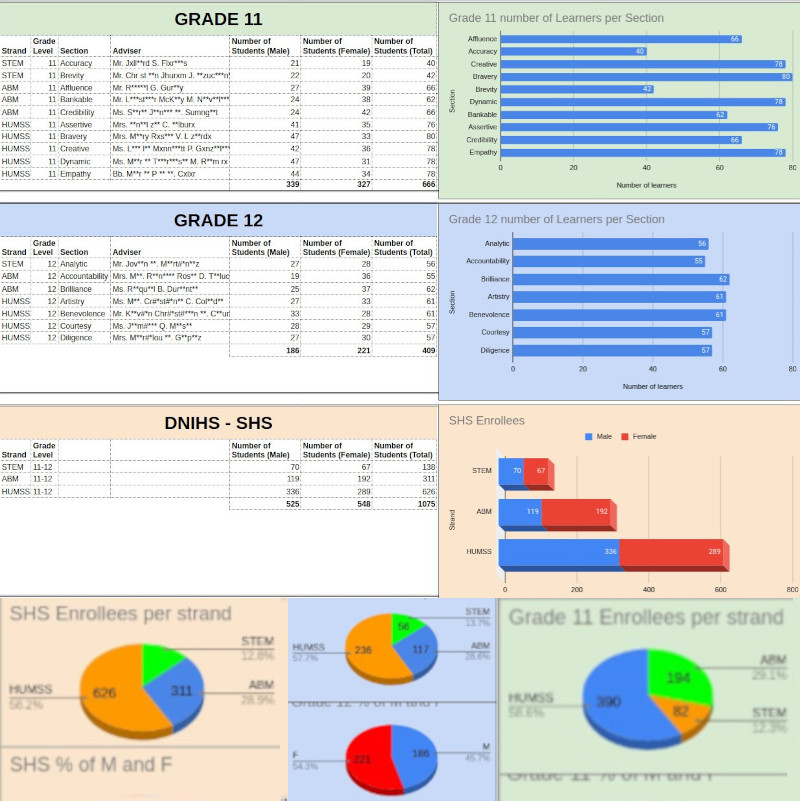 GRADE 11
Strand Grade Level Section Adviser Number of Students (Male) Number of Students (Female) Number of Students (Total)
STEM 11 Accuracy Mr. Jxll**rd S. Flxr***s 21 19 40
STEM 11 Brevity Mr. Chr st **n Jhurxm J. **zuc***n* 22 20 42
ABM 11 Affluence Mr. R*****l G. Gur**y 27 39 66
ABM 11 Bankable Mr. L***st***r McK**y M. N**v**l*** 24 38 62
ABM 11 Credibility Ms. S**r** J**n*** **. Sumng**l 24 42 66
HUMSS 11 Assertive Mrs. **n**l z** C. **lburx 41 35 76
HUMSS 11 Bravery Mrs. M**ry Rxs*** V. L z**rdx 47 33 80
HUMSS 11 Creative Ms. L*** l** Mxnn***tt P. Gxnz**l** 42 36 78
HUMSS 11 Dynamic Ms. M**r ** T***r***s** M. R**m rx 47 31 78
HUMSS 11 Empathy Bb. M**r ** P ** **. Cxlxr 44 34 78
339 327 666
Grade 11 number of Learners per Section
Section
Affluence 66
Accuracy 40
Creative 78
Bravery 80
Brevity 42
Dynamic 78
Bankable 62
Assertive 76
Credibility 66
Empathy 78
0 20 40 60 80
Number of learners
GRADE 12
Strand Grade Level Section Adviser Number of Students (Male) Number of Students (Female) Number of Students (Total)
STEM 12 Analytic Mr. Jov**n **. M**rt#*n**z 27 28 56
ABM 12 Accountability Mrs. M**. R**n**** Ros** D. T**luc 19 36 55
ABM 12 Brilliance Ms. R**qu**l B. Dur**nt** 25 37 62
HUMSS 12 Artistry Ms. M**. Cr#*st#*n** C. Col**d** 27 33 61
HUMSS 12 Benevolence Mr. K**v#*n Chr#*st#***n **. C**ur 33 28 61
HUMSS 12 Courtesy Ms. J**m#*** Q. M**s** 28 29 57
HUMSS 12 Diligence Mrs. M**r#*lou **. G**p**z 27 30 57
186 221 409
Grade 12 number of Learners per Section
Section
Analytic 56
Accountability 55
Brilliance 62
Artistry 61
Benevolence 61
Courtesy 57
Diligence 57
0 20 40 60 80
Number of learners
DNIHS - SHS
Strand Grade Level Number of Students (Male) Number of Students (Female) Number of Students (Total)
STEM 11-12 70 67 138
ABM 11-12 119 192 311
HUMSS 11-12 336 289 626
525 548 1075
SHS Enrollees
Male Female
Strand
STEM 70 67
ABM 119 192
HUMSS 336 289
0 200 400 600 800
SHS Enrollees per strand
STEM 12.8%
HUMSS 58.2% 626
311 ABM 28.9%
SHS % of M and F
STEM 13.7% 56
HUMSS 57.7% 236
117 ABM 28.6%
Grade 12 % of M and F
F 54.3% 221
186 M 45.7%
Grade 11 Enrollees per strand
194 ABM 29.1%
HUMSS 58.6% 390
82 STEM 12.3%
Grade 11 % of M and F